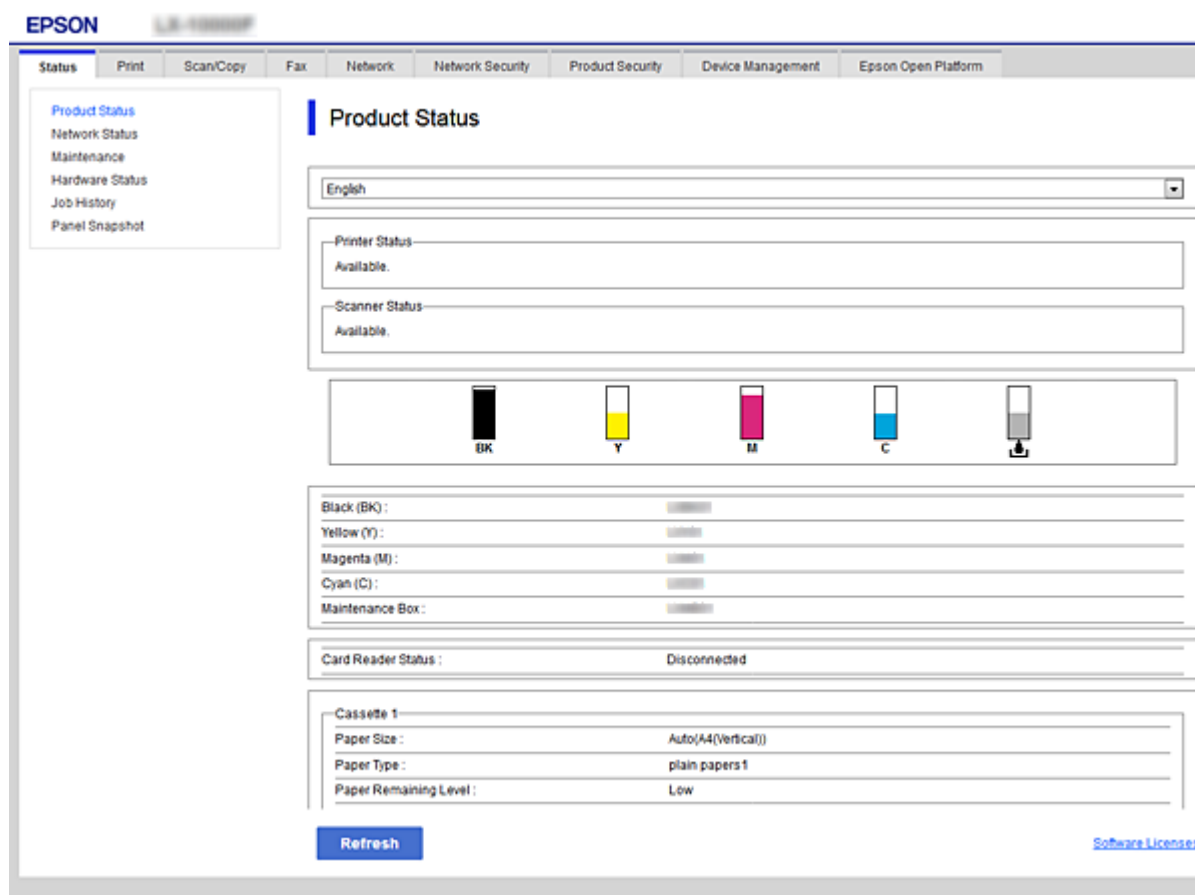 EPSON
Status Print Scan/Copy Fax Network Network Security Product Security Device Management Epson Open Platform
Product Status
Network Status
Maintenance
Hardware Status
Job History
Panel Snapshot
Product Status
English
Printer Status
Available.
Scanner Status
Available.
BK Y M C
Black (BK) :
Yellow (Y) :
Magenta (M) :
Cyan (C) :
Maintenance Box :
Card Reader Status : Disconnected
Cassette 1
Paper Size : Auto(A4(Vertical))
Paper Type : plain papers1
Paper Remaining Level : Low
Refresh
Software Licenses